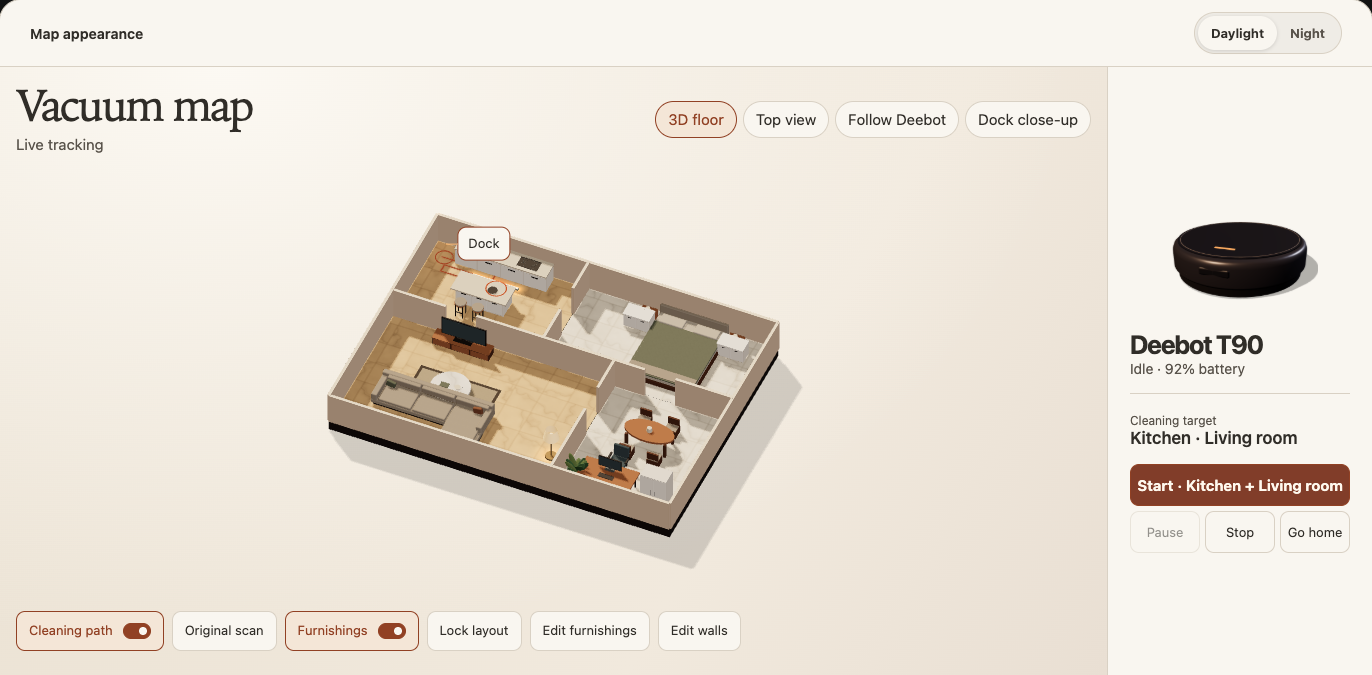 Map appearance
Daylight
Night
Vacuum map
Live tracking
3D floor
Top view
Follow Deebot
Dock close-up
Dock
Deebot T90
Idle · 92% battery
Cleaning target
Kitchen · Living room
Start · Kitchen + Living room
Pause
Stop
Go home
Cleaning path
Original scan
Furnishings
Lock layout
Edit furnishings
Edit walls